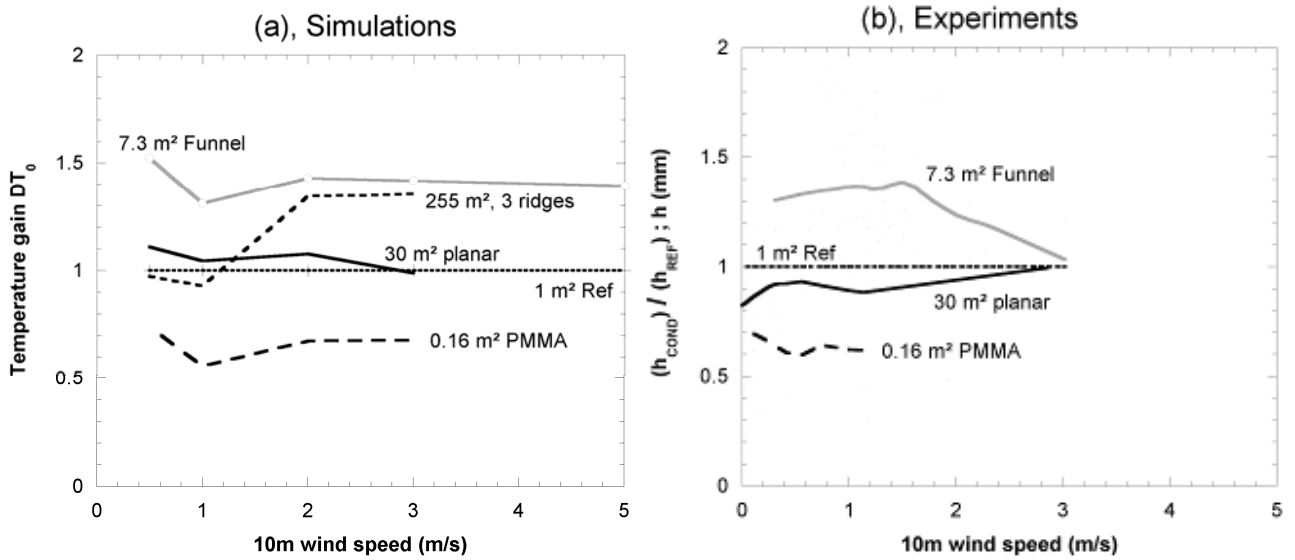 (a), Simulations
2
1.5
1
0.5
0
0
1
2
3
4
5
Temperature gain DT₀
10m wind speed (m/s)
7.3 m² Funnel
255 m², 3 ridges
30 m² planar
1 m² Ref
0.16 m² PMMA
(b), Experiments
2
1.5
1
0.5
0
0
1
2
3
4
5
(h_COND) / (h_REF) ; h (mm)
10m wind speed (m/s)
7.3 m² Funnel
1 m² Ref
30 m² planar
0.16 m² PMMA